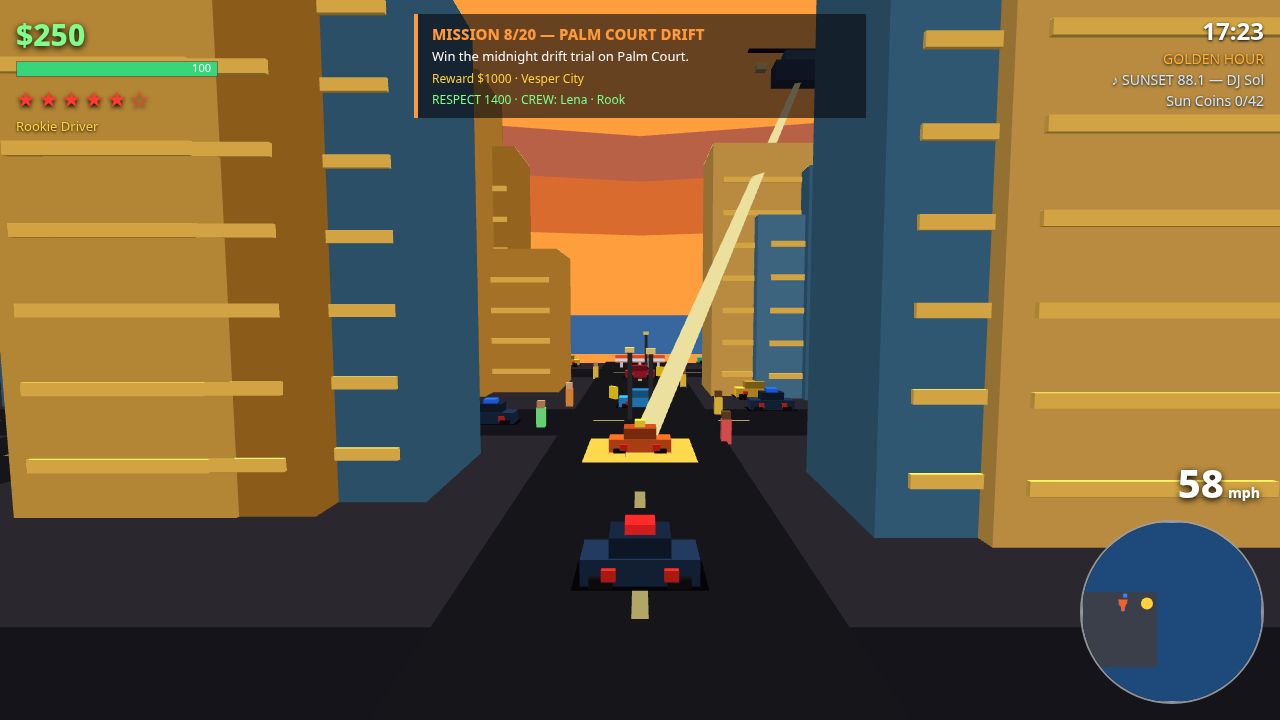 $250
100
Rookie Driver
MISSION 8/20 — PALM COURT DRIFT
Win the midnight drift trial on Palm Court.
Reward $1000 · Vesper City
RESPECT 1400 · CREW: Lena · Rook
17:23
GOLDEN HOUR
♪ SUNSET 88.1 — DJ Sol
Sun Coins 0/42
58 mph